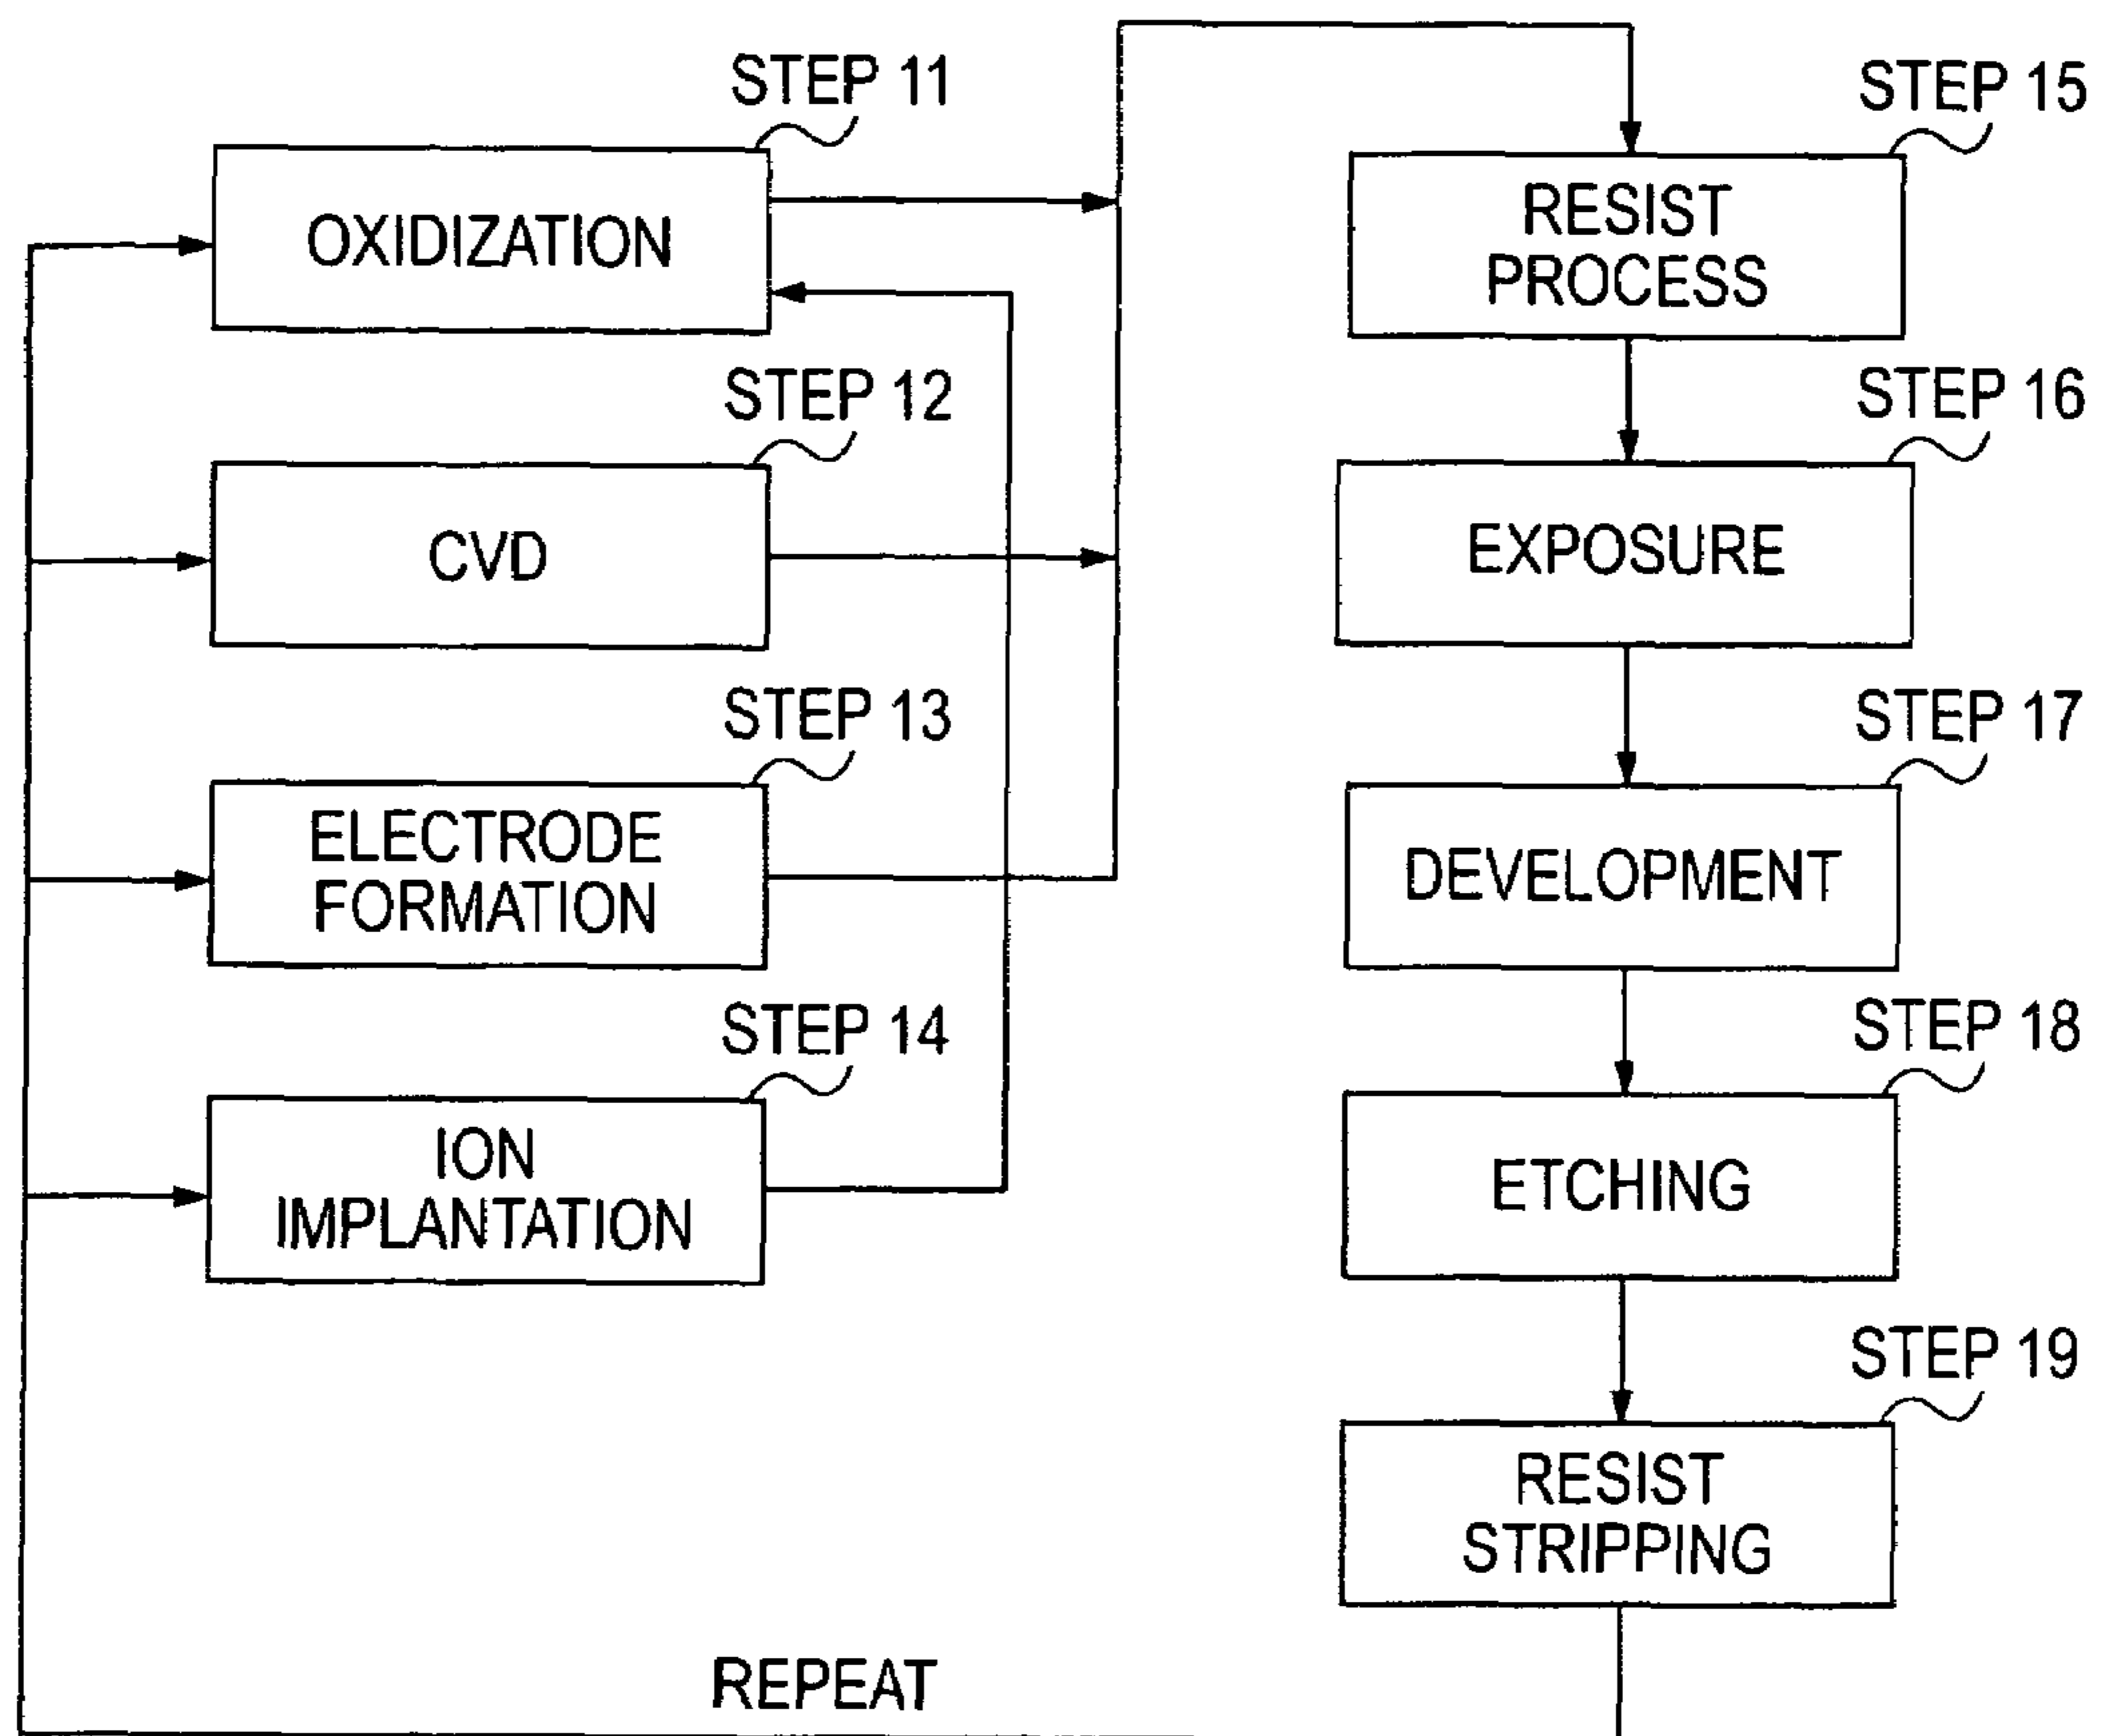 STEP 11
OXIDIZATION
STEP 12
CVD
STEP 13
ELECTRODE
FORMATION
STEP 14
ION
IMPLANTATION
STEP 15
RESIST
PROCESS
STEP 16
EXPOSURE
STEP 17
DEVELOPMENT
STEP 18
ETCHING
STEP 19
RESIST
STRIPPING
REPEAT